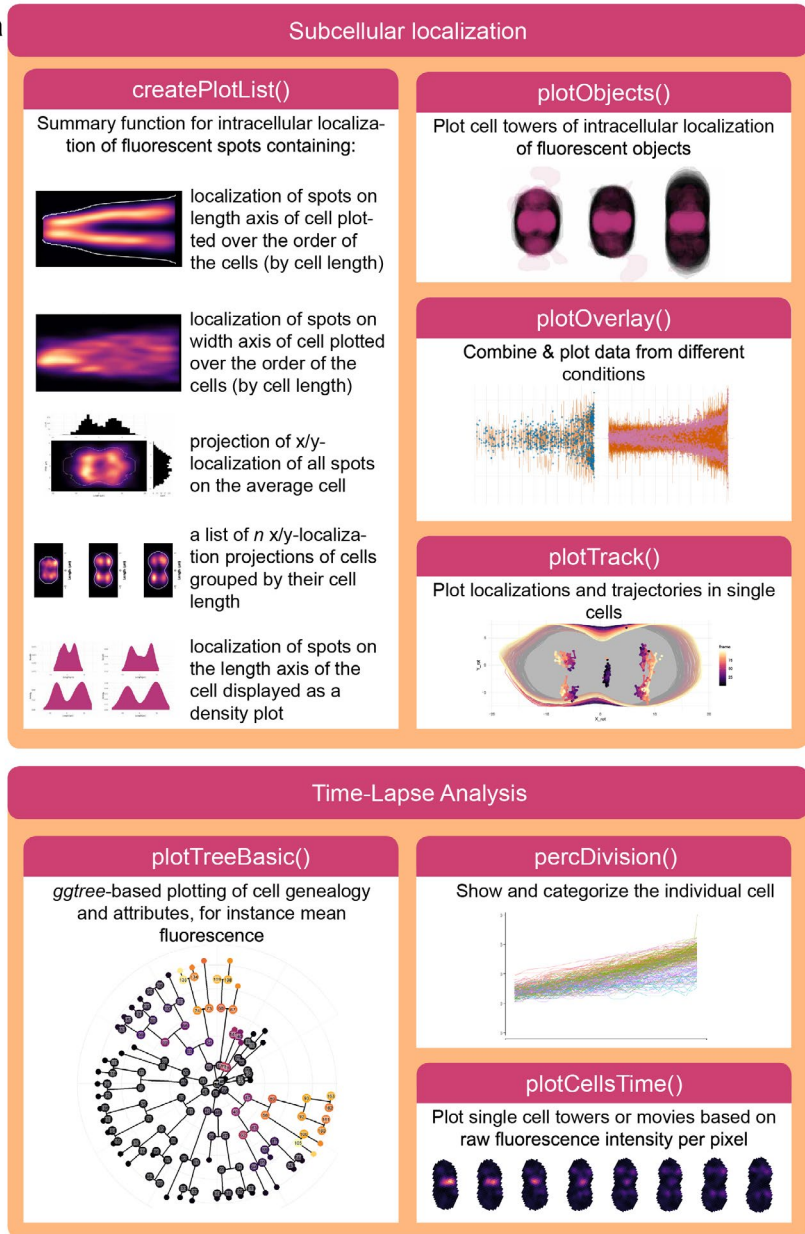 a
Subcellular localization
createPlotList()
Summary function for intracellular localiza-
tion of fluorescent spots containing:
localization of spots on
length axis of cell plot-
ted over the order of
the cells (by cell length)
localization of spots on
width axis of cell plotted
over the order of the
cells (by cell length)
projection of x/y-
localization of all spots
on the average cell
a list of n x/y-localiza-
tion projections of cells
grouped by their cell
length
localization of spots on
the length axis of the
cell displayed as a
density plot
plotObjects()
Plot cell towers of intracellular localization
of fluorescent objects
plotOverlay()
Combine & plot data from different
conditions
plotTrack()
Plot localizations and trajectories in single
cells
frame
X_rot
Time-Lapse Analysis
plotTreeBasic()
ggtree-based plotting of cell genealogy
and attributes, for instance mean
fluorescence
percDivision()
Show and categorize the individual cell
plotCellsTime()
Plot single cell towers or movies based on
raw fluorescence intensity per pixel